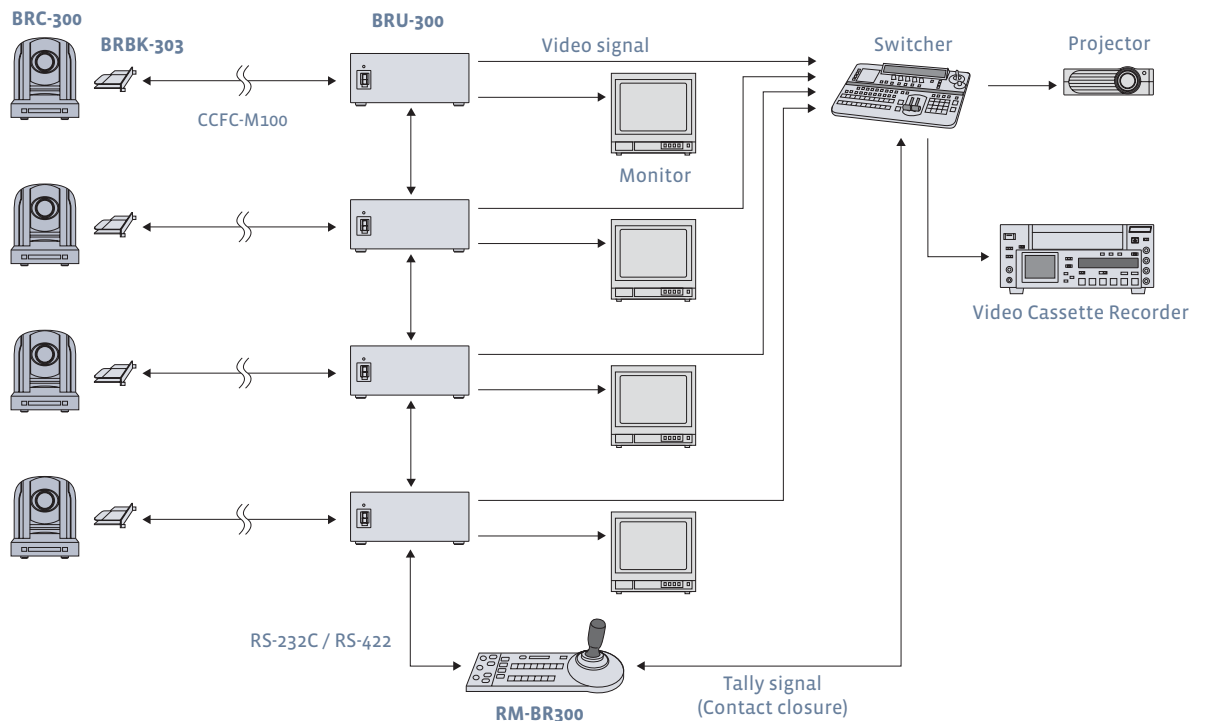 BRC-300
BRBK-303
BRU-300
Video signal
Switcher
Projector
CCFC-M100
Monitor
Video Cassette Recorder
RS-232C / RS-422
RM-BR300
Tally signal
(Contact closure)